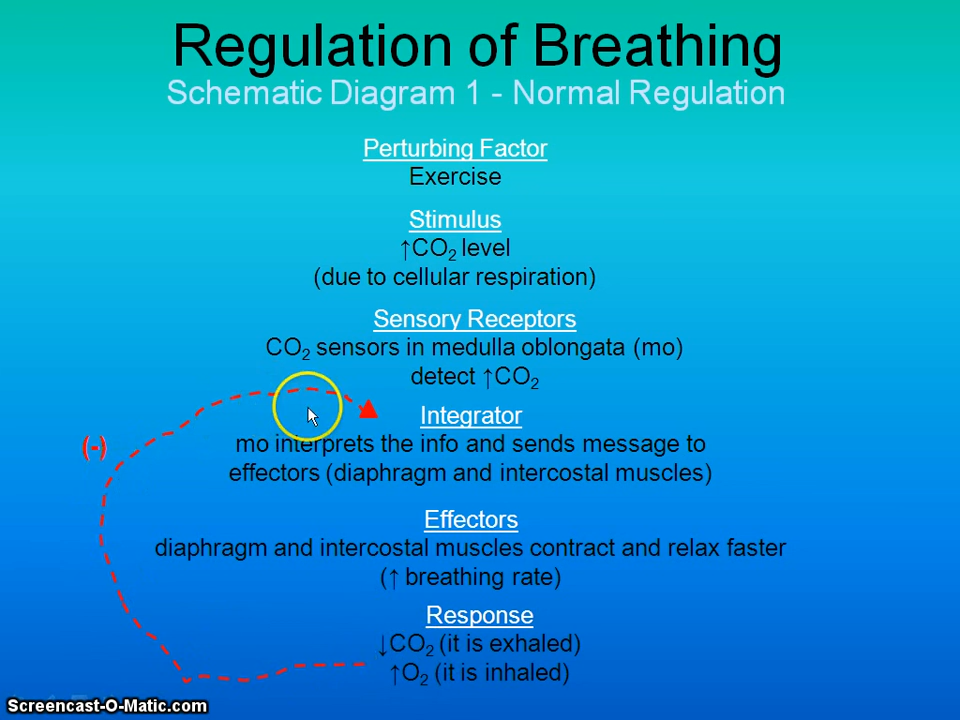 Regulation of Breathing
Schematic Diagram 1 - Normal Regulation
Perturbing Factor
Exercise
Stimulus
↑CO₂ level
(due to cellular respiration)
Sensory Receptors
CO₂ sensors in medulla oblongata (mo)
detect ↑CO₂
Integrator
(-)
mo interprets the info and sends message to
effectors (diaphragm and intercostal muscles)
Effectors
diaphragm and intercostal muscles contract and relax faster
(↑ breathing rate)
Response
↓CO₂ (it is exhaled)
↑O₂ (it is inhaled)
Screencast-O-Matic.com